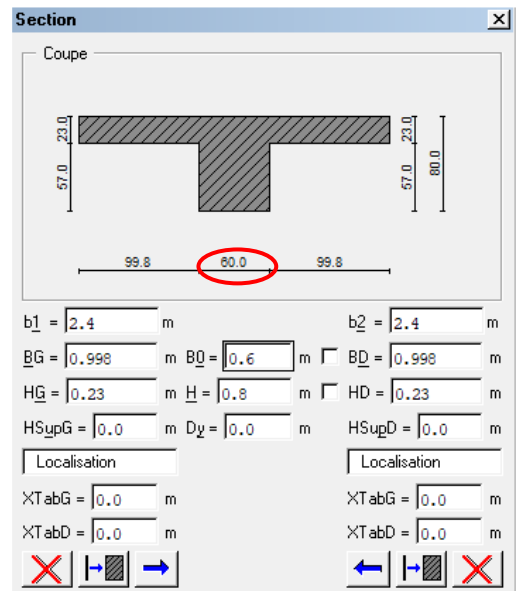 Section
Coupe
23.0
57.0
23.0
57.0
80.0
99.8 60.0 99.8
b1 = 2.4 m b2 = 2.4 m
BG = 0.998 m B0 = 0.6 m BD = 0.998 m
HG = 0.23 m H = 0.8 m HD = 0.23 m
HSupG = 0.0 m Dy = 0.0 m HSupD = 0.0 m
Localisation Localisation
XTabG = 0.0 m XTabG = 0.0 m
XTabD = 0.0 m XTabD = 0.0 m